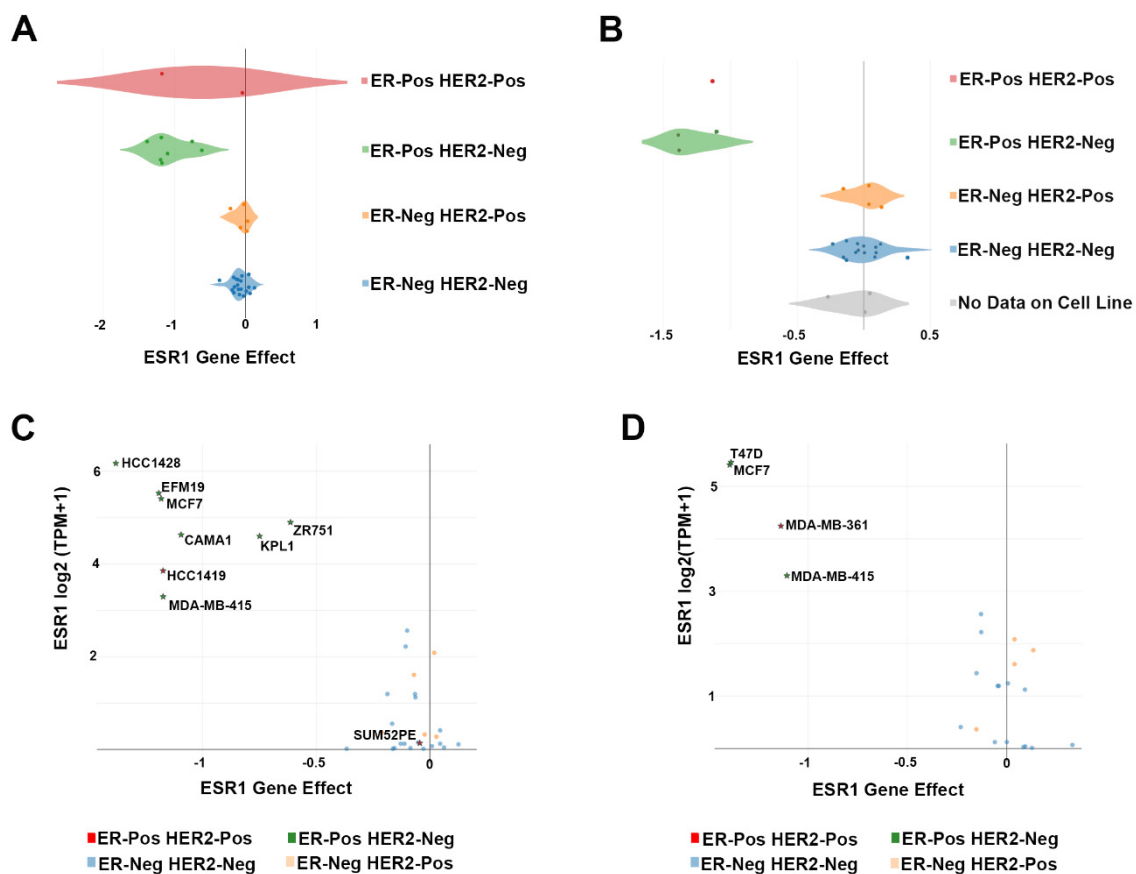 A
ER-Pos HER2-Pos
ER-Pos HER2-Neg
ER-Neg HER2-Pos
ER-Neg HER2-Neg
-2 -1 0 1
ESR1 Gene Effect
B
ER-Pos HER2-Pos
ER-Pos HER2-Neg
ER-Neg HER2-Pos
ER-Neg HER2-Neg
No Data on Cell Line
-1.5 -0.5 0.5
ESR1 Gene Effect
C
ESR1 log2 (TPM+1)
6
4
2
HCC1428
EFM19
MCF7
ZR751
CAMA1
KPL1
HCC1419
MDA-MB-415
SUM52PE
-1 -0.5 0
ESR1 Gene Effect
ER-Pos HER2-Pos ER-Pos HER2-Neg
ER-Neg HER2-Neg ER-Neg HER2-Pos
D
ESR1 log2(TPM+1)
5
3
1
T47D
MCF7
MDA-MB-361
MDA-MB-415
-1 -0.5 0
ESR1 Gene Effect
ER-Pos HER2-Pos ER-Pos HER2-Neg
ER-Neg HER2-Neg ER-Neg HER2-Pos